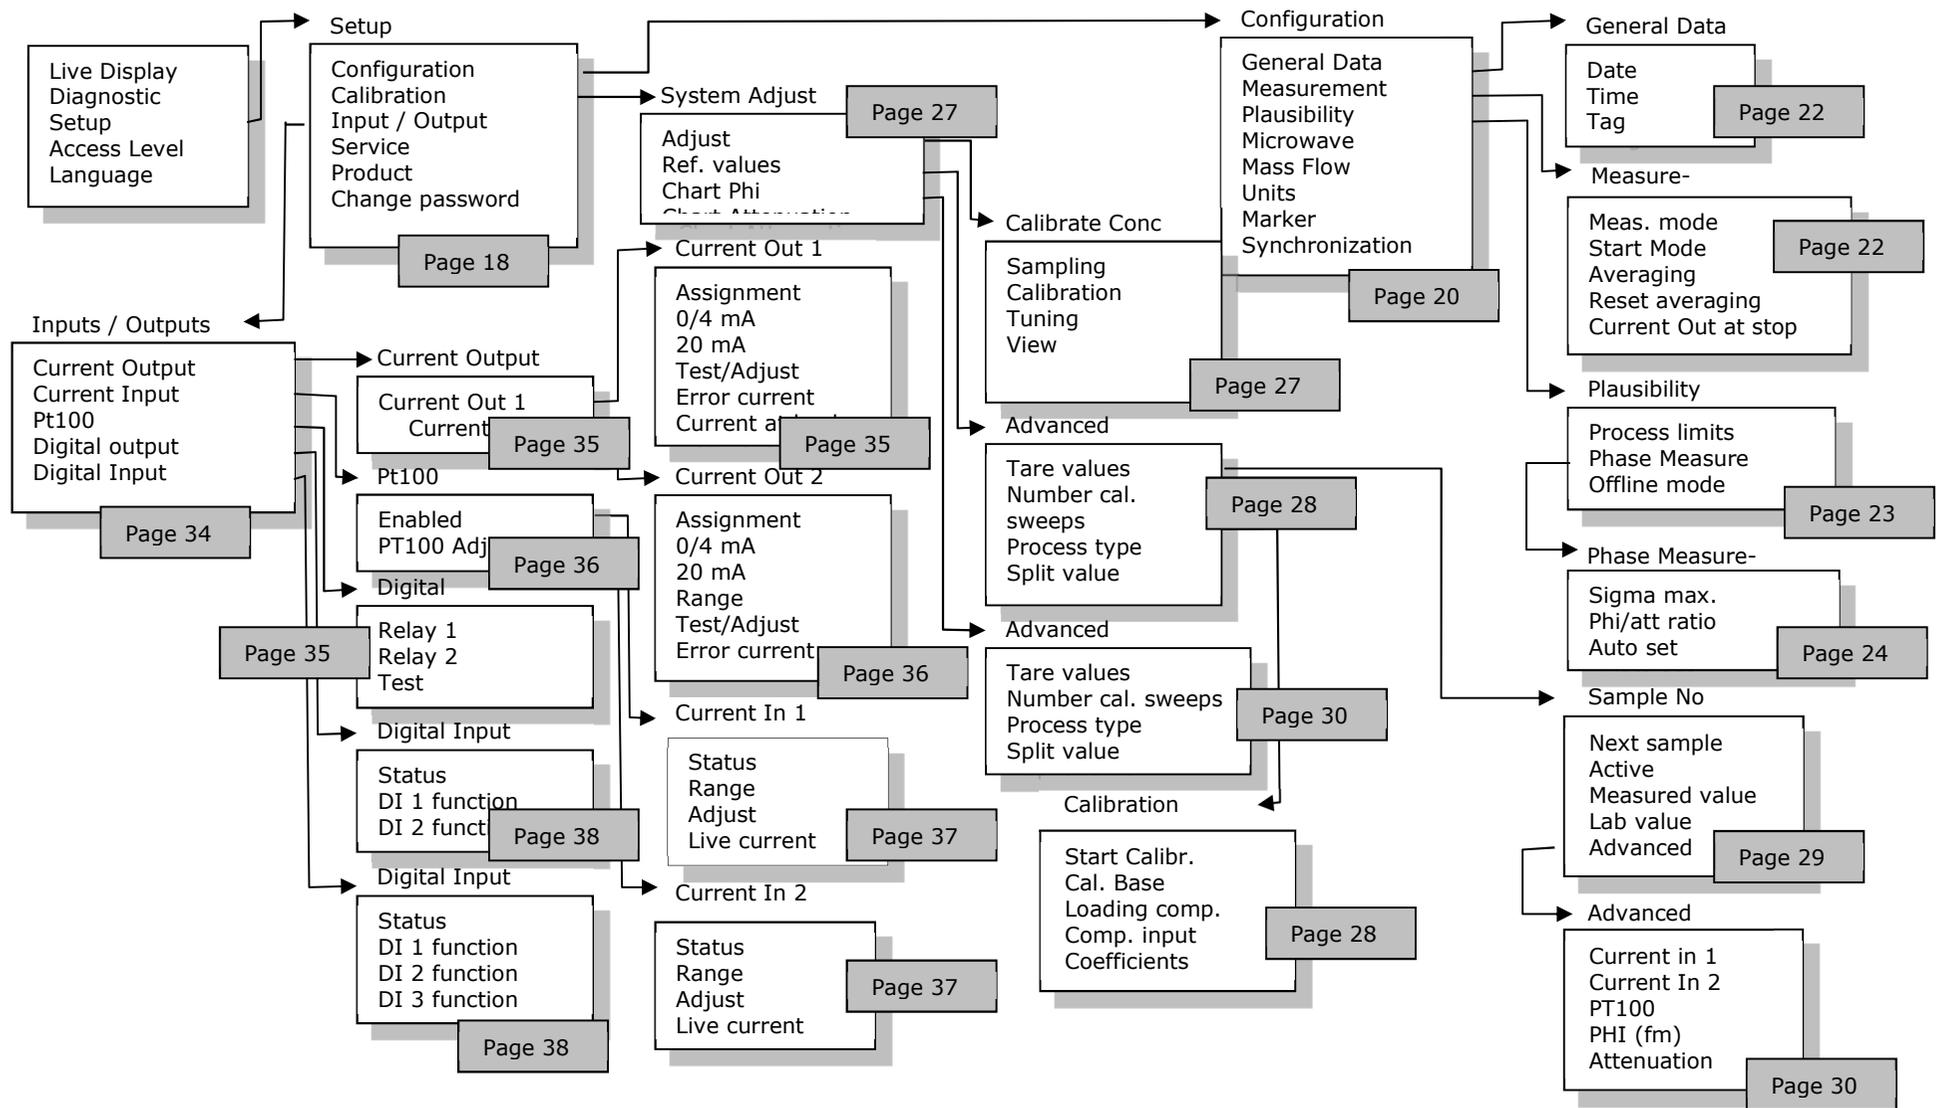 Setup
Live Display
Diagnostic
Setup
Access Level
Language
Configuration
Calibration
Input / Output
Service
Product
Change password
Page 18
System Adjust
Page 27
Adjust
Ref. values
Chart Phi
Chart Attenuation
Configuration
General Data
Measurement
Plausibility
Microwave
Mass Flow
Units
Marker
Synchronization
Page 20
General Data
Date
Time
Tag
Page 22
Measure-
Meas. mode
Start Mode
Averaging
Reset averaging
Current Out at stop
Page 22
Plausibility
Process limits
Phase Measure
Offline mode
Page 23
Phase Measure-
Sigma max.
Phi/att ratio
Auto set
Page 24
Inputs / Outputs
Current Output
Current Input
Pt100
Digital output
Digital Input
Page 34
Current Output
Current Out 1
Current
Page 35
Pt100
Enabled
PT100 Adj
Page 36
Digital
Relay 1
Relay 2
Test
Page 35
Digital Input
Status
DI 1 function
DI 2 functi
Page 38
Digital Input
Status
DI 1 function
DI 2 function
DI 3 function
Page 38
Current Out 1
Assignment
0/4 mA
20 mA
Test/Adjust
Error current
Current a
Page 35
Current Out 2
Assignment
0/4 mA
20 mA
Range
Test/Adjust
Error current
Page 36
Current In 1
Status
Range
Adjust
Live current
Page 37
Current In 2
Status
Range
Adjust
Live current
Page 37
Calibrate Conc
Sampling
Calibration
Tuning
View
Page 27
Advanced
Tare values
Number cal.
sweeps
Process type
Split value
Page 28
Advanced
Tare values
Number cal. sweeps
Process type
Split value
Page 30
Calibration
Start Calibr.
Cal. Base
Loading comp.
Comp. input
Coefficients
Page 28
Sample No
Next sample
Active
Measured value
Lab value
Advanced
Page 29
Advanced
Current in 1
Current In 2
PT100
PHI (fm)
Attenuation
Page 30